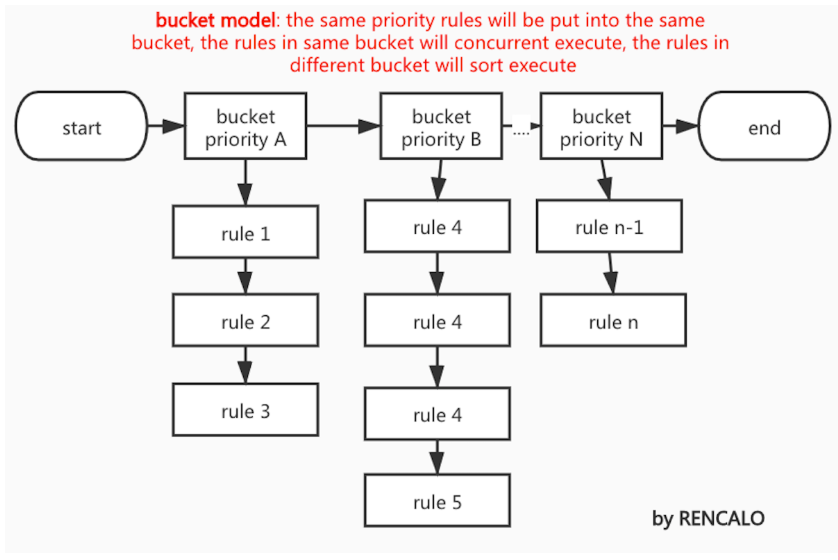 bucket model: the same priority rules will be put into the same
bucket, the rules in same bucket will concurrent execute, the rules in
different bucket will sort execute
start
bucket
priority A
bucket
priority B
....
bucket
priority N
end
rule 1
rule 4
rule n-1
rule 2
rule 4
rule n
rule 3
rule 4
rule 5
by RENCALO